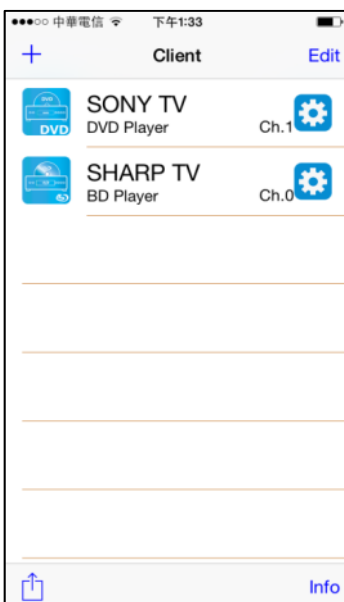 中華電信 下午1:33
+ Client Edit
SONY TV
DVD DVD Player Ch.1
SHARP TV
BD Player Ch.0
Info